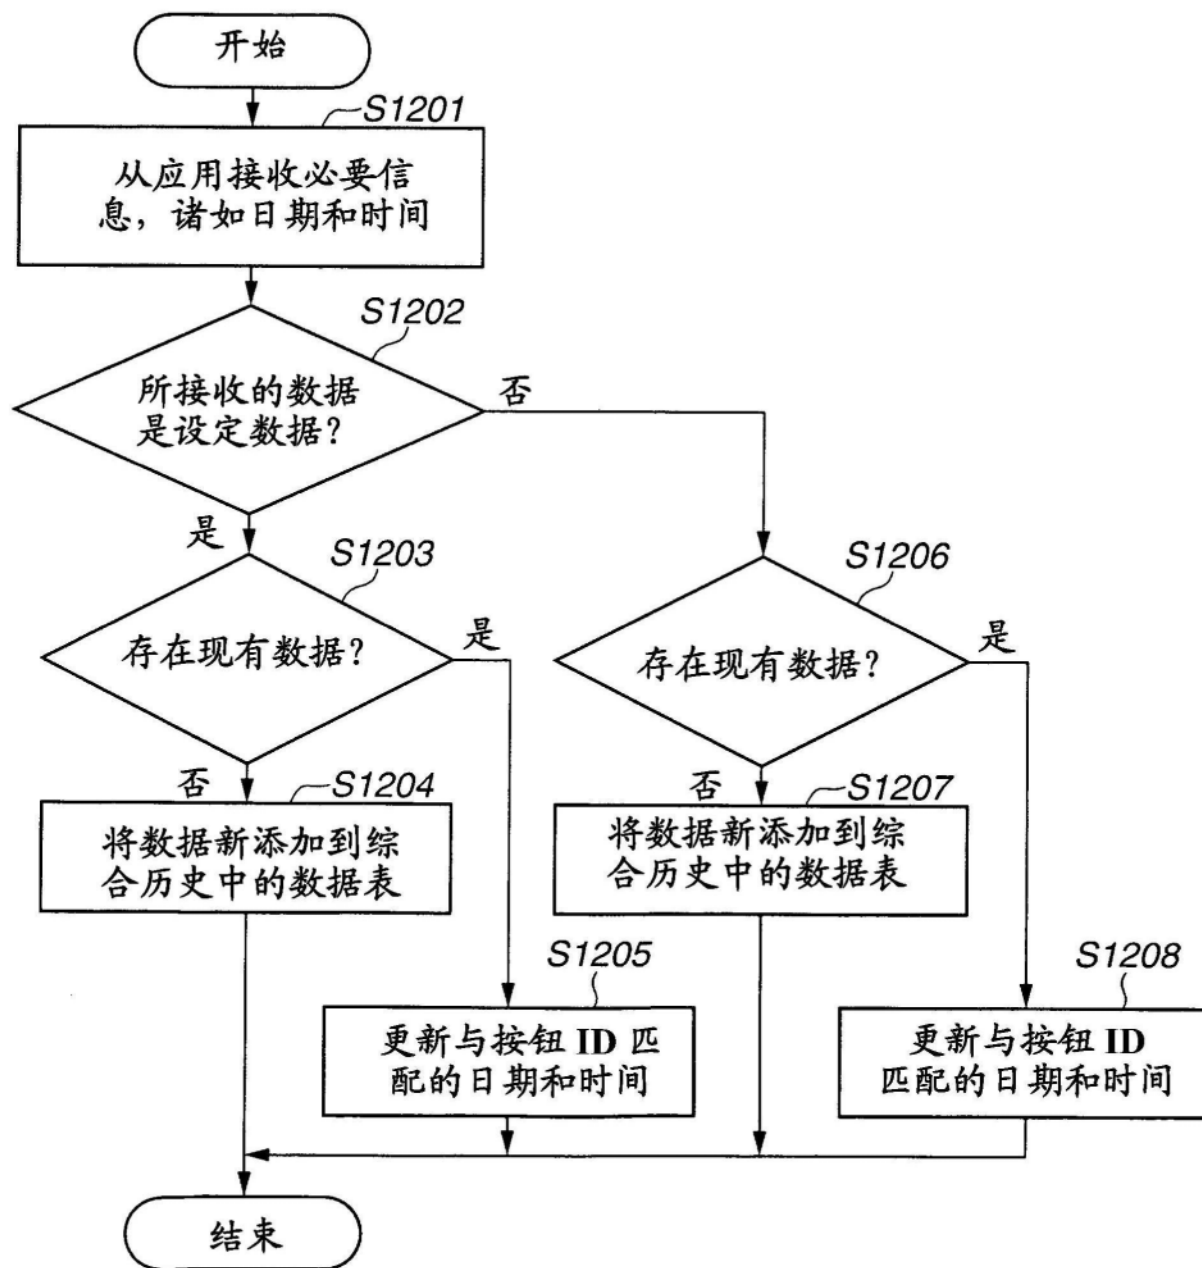 开始
S1201
从应用接收必要信
息，诸如日期和时间
S1202
所接收的数据
是设定数据？
否
是
S1203
存在现有数据？
是
S1206
存在现有数据？
是
否
S1204
将数据新添加到综
合历史中的数据表
否
S1207
将数据新添加到综
合历史中的数据表
S1205
更新与按钮 ID 匹
配的日期和时间
S1208
更新与按钮 ID
匹配的日期和时间
结束